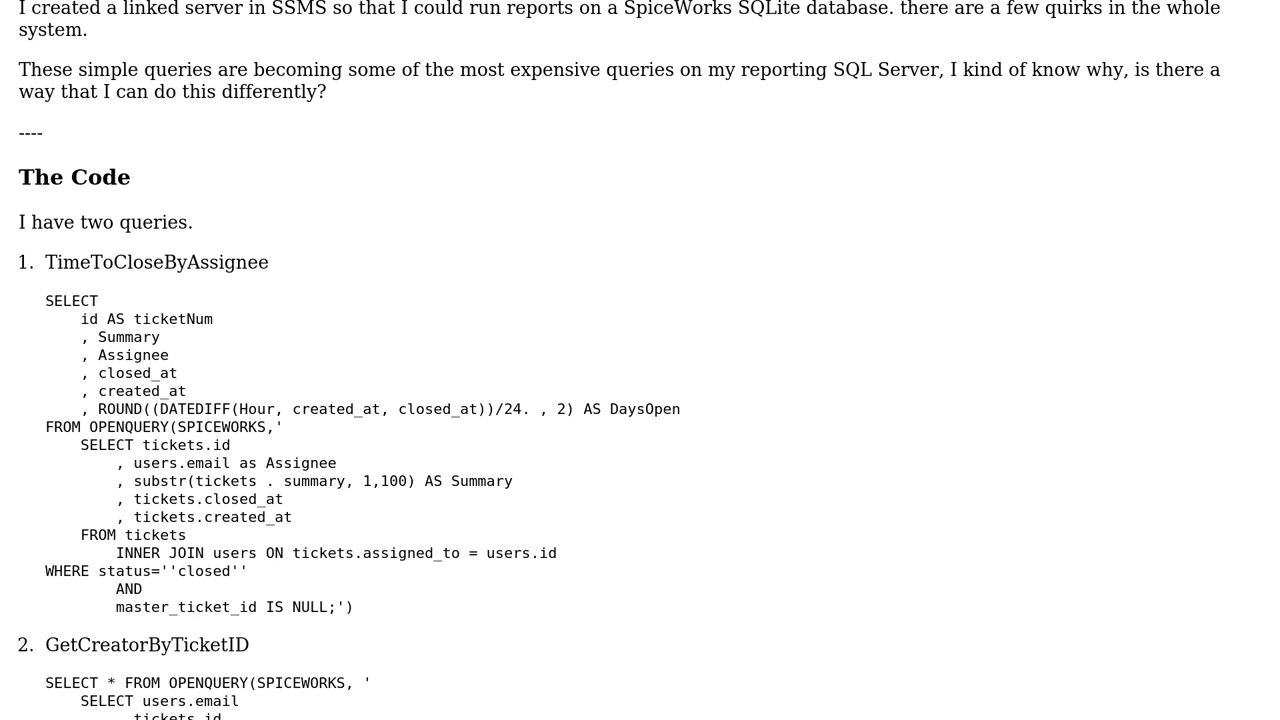 I created a linked server in SSMS so that I could run reports on a SpiceWorks SQLite database. there are a few quirks in the whole
system.
These simple queries are becoming some of the most expensive queries on my reporting SQL Server, I kind of know why, is there a
way that I can do this differently?
----
The Code
I have two queries.
1. TimeToCloseByAssignee
SELECT
    id AS ticketNum
    , Summary
    , Assignee
    , closed_at
    , created_at
    , ROUND((DATEDIFF(Hour, created_at, closed_at))/24. , 2) AS DaysOpen
FROM OPENQUERY(SPICEWORKS,'
    SELECT tickets.id
        , users.email as Assignee
        , substr(tickets . summary, 1,100) AS Summary
        , tickets.closed_at
        , tickets.created_at
    FROM tickets
        INNER JOIN users ON tickets.assigned_to = users.id
WHERE status=''closed''
        AND
        master_ticket_id IS NULL;')
2. GetCreatorByTicketID
SELECT * FROM OPENQUERY(SPICEWORKS, '
    SELECT users.email
        tickets.id